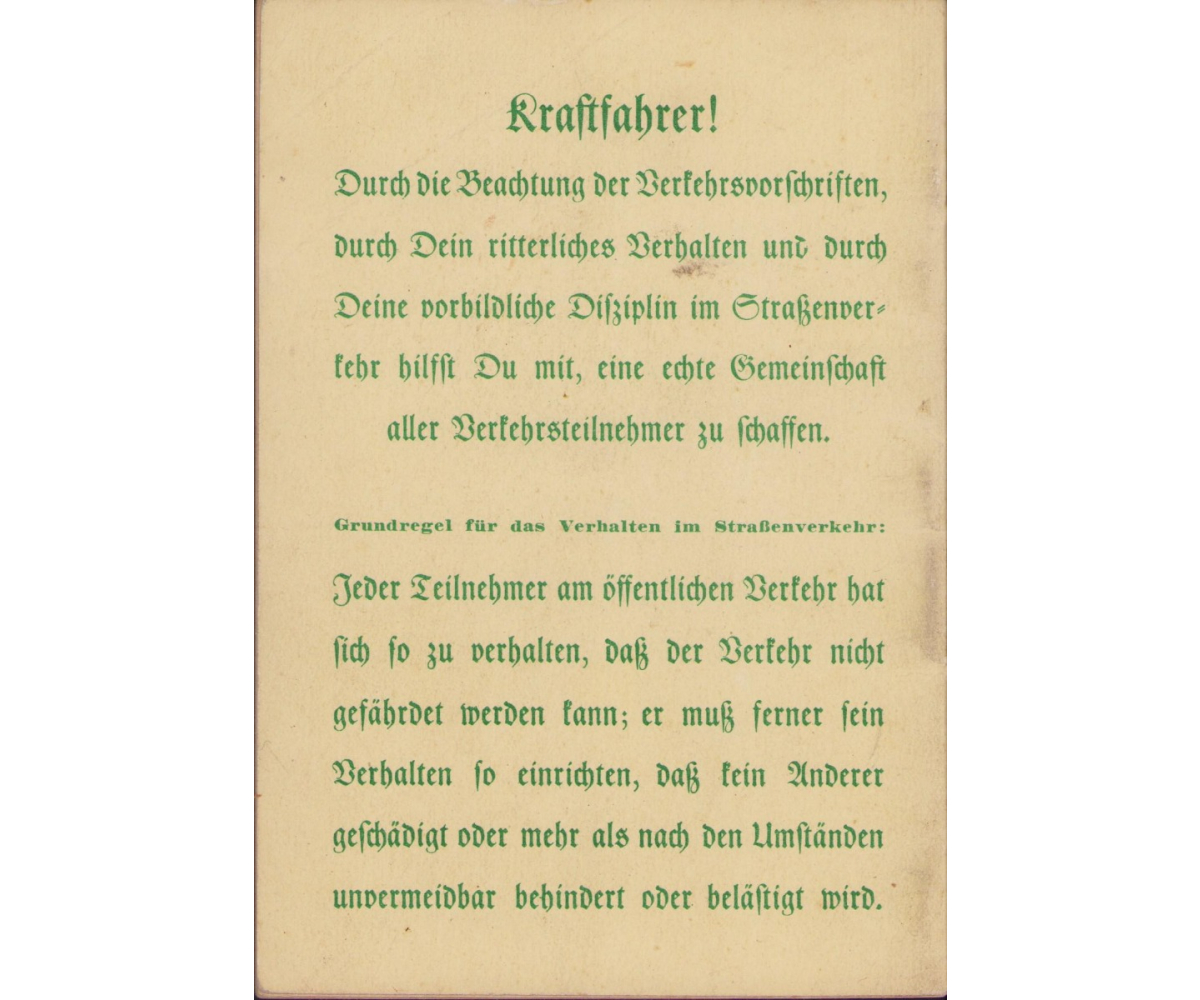 Kraftfahrer!
Durch die Beachtung der Verkehrsvorschriften,
durch Dein ritterliches Verhalten und durch
Deine vorbildliche Disziplin im Straßenver-
kehr hilfst Du mit, eine echte Gemeinschaft
aller Verkehrsteilnehmer zu schaffen.
Grundregel für das Verhalten im Straßenverkehr:
Jeder Teilnehmer am öffentlichen Verkehr hat
sich so zu verhalten, daß der Verkehr nicht
gefährdet werden kann; er muß ferner sein
Verhalten so einrichten, daß kein Anderer
geschädigt oder mehr als nach den Umständen
unvermeidbar behindert oder belästigt wird.